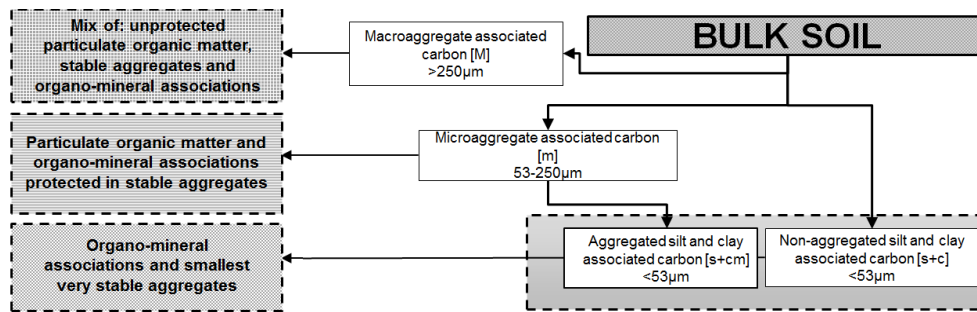 Mix of: unprotected
particulate organic matter,
stable aggregates and
organo-mineral associations
Macroaggregate associated
carbon [M]
>250µm
BULK SOIL
Particulate organic matter and
organo-mineral associations
protected in stable aggregates
Microaggregate associated carbon
[m]
53-250µm
Organo-mineral
associations and smallest
very stable aggregates
Aggregated silt and clay
associated carbon [s+cm]
<53µm
Non-aggregated silt and clay
associated carbon [s+c]
<53µm